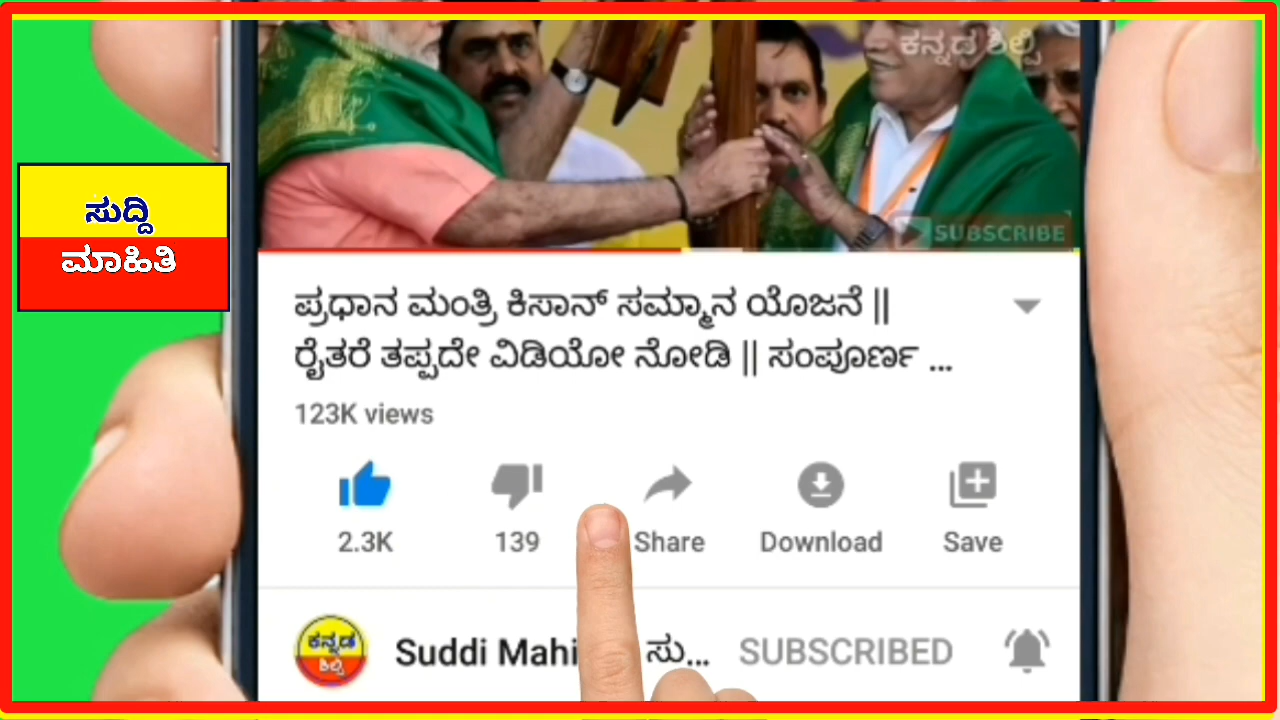 ಕನ್ನಡ ಶಿಲ್ಪಿ
SUBSCRIBE
ಸುದ್ದಿ
ಮಾಹಿತಿ
ಪ್ರಧಾನ ಮಂತ್ರಿ ಕಿಸಾನ್ ಸಮ್ಮಾನ ಯೋಜನೆ ||
ರೈತರೆ ತಪ್ಪದೇ ವಿಡಿಯೋ ನೋಡಿ || ಸಂಪೂರ್ಣ ...
123K views
2.3K 139 Share Download Save
ಕನ್ನಡ
ಶಿಲ್ಪಿ
Suddi Mahi ಸು... SUBSCRIBED